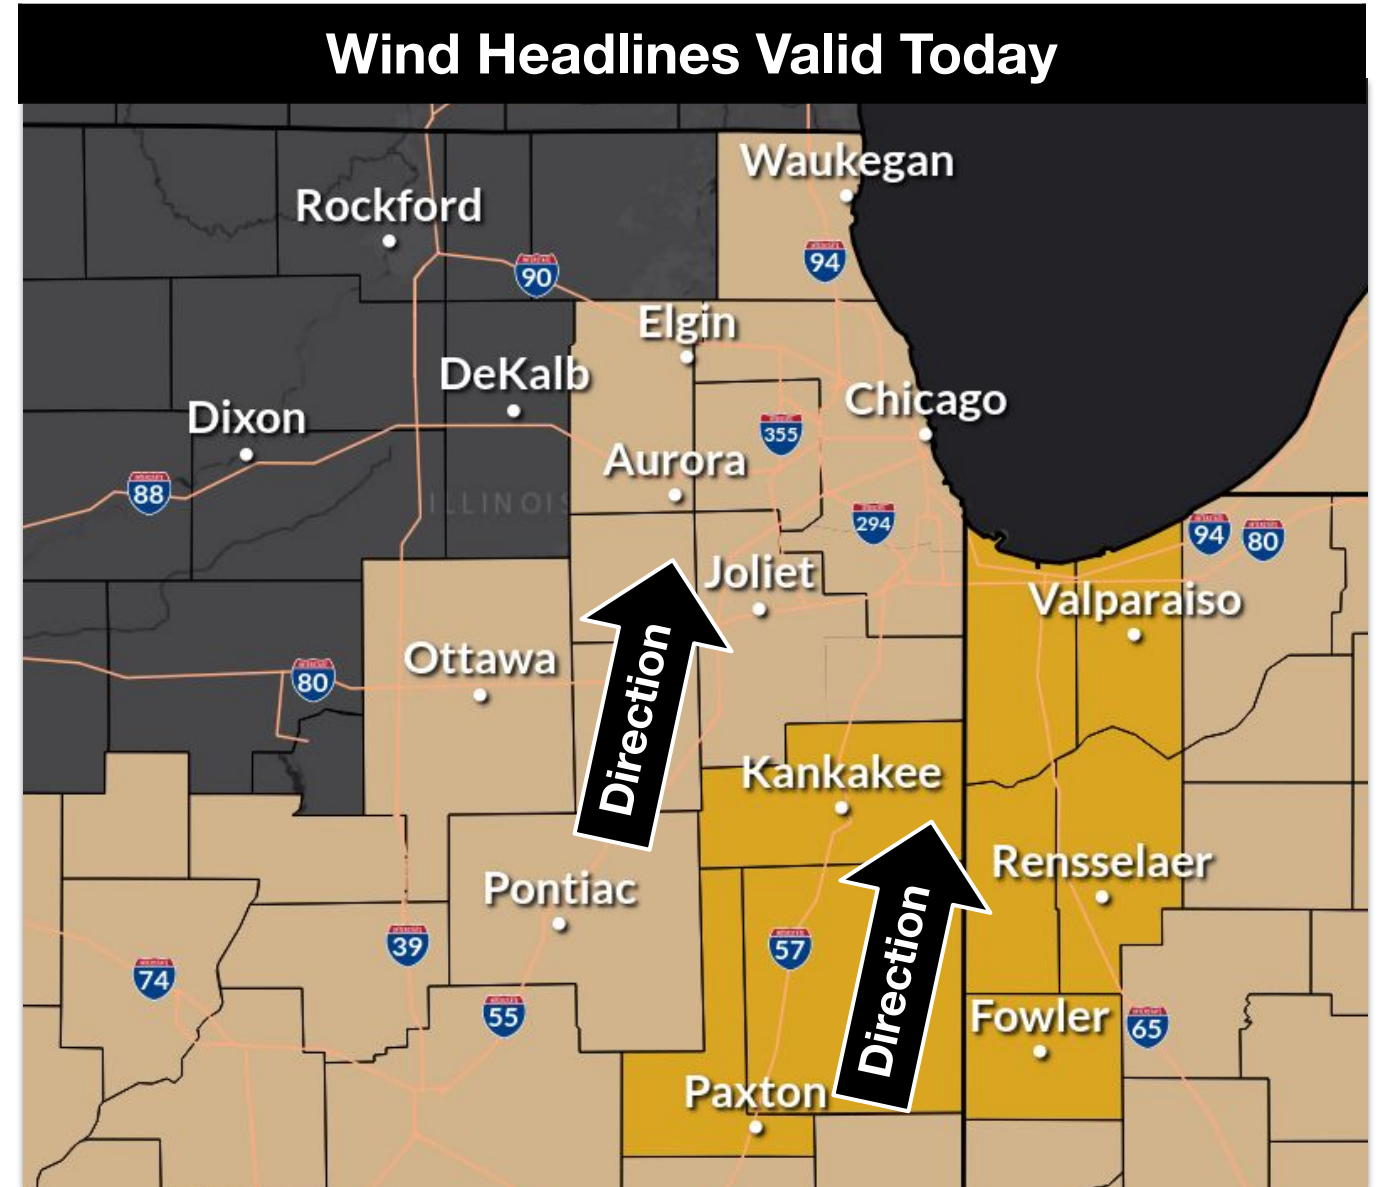 Wind Headlines Valid Today
Waukegan
Rockford
94
90
Elgin
DeKalb
Chicago
Dixon
355
Aurora
88
ILLINOIS
294
94
80
Joliet
Valparaiso
Ottawa
80
Direction
Kankakee
Rensselaer
Pontiac
Direction
39
57
74
55
Fowler
65
Paxton